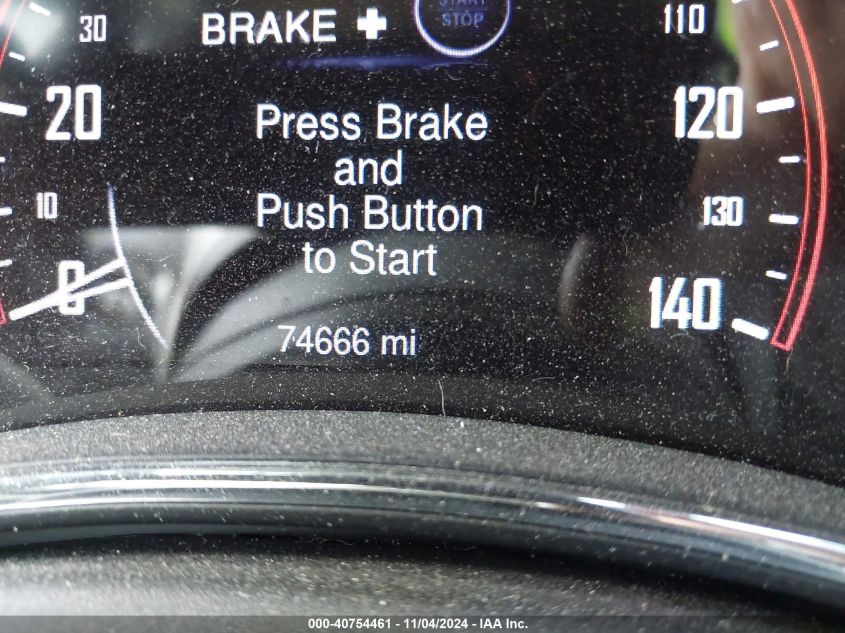 30
BRAKE +
START
STOP
110
20
Press Brake
120
and
10
Push Button
130
to Start
0
140
74666 mi
000-40754461 - 11/04/2024 - IAA Inc.